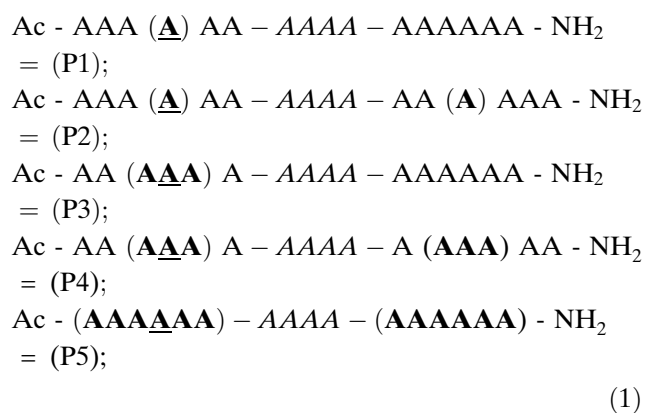 Ac - AAA (A) AA – AAAA – AAAAAA - NH₂
= (P1);
Ac - AAA (A) AA – AAAA – AA (A) AAA - NH₂
= (P2);
Ac - AA (AAA) A – AAAA – AAAAAA - NH₂
= (P3);
Ac - AA (AAA) A – AAAA – A (AAA) AA - NH₂
= (P4);
Ac - (AAAAAA) – AAAA – (AAAAAA) - NH₂
= (P5);
(1)